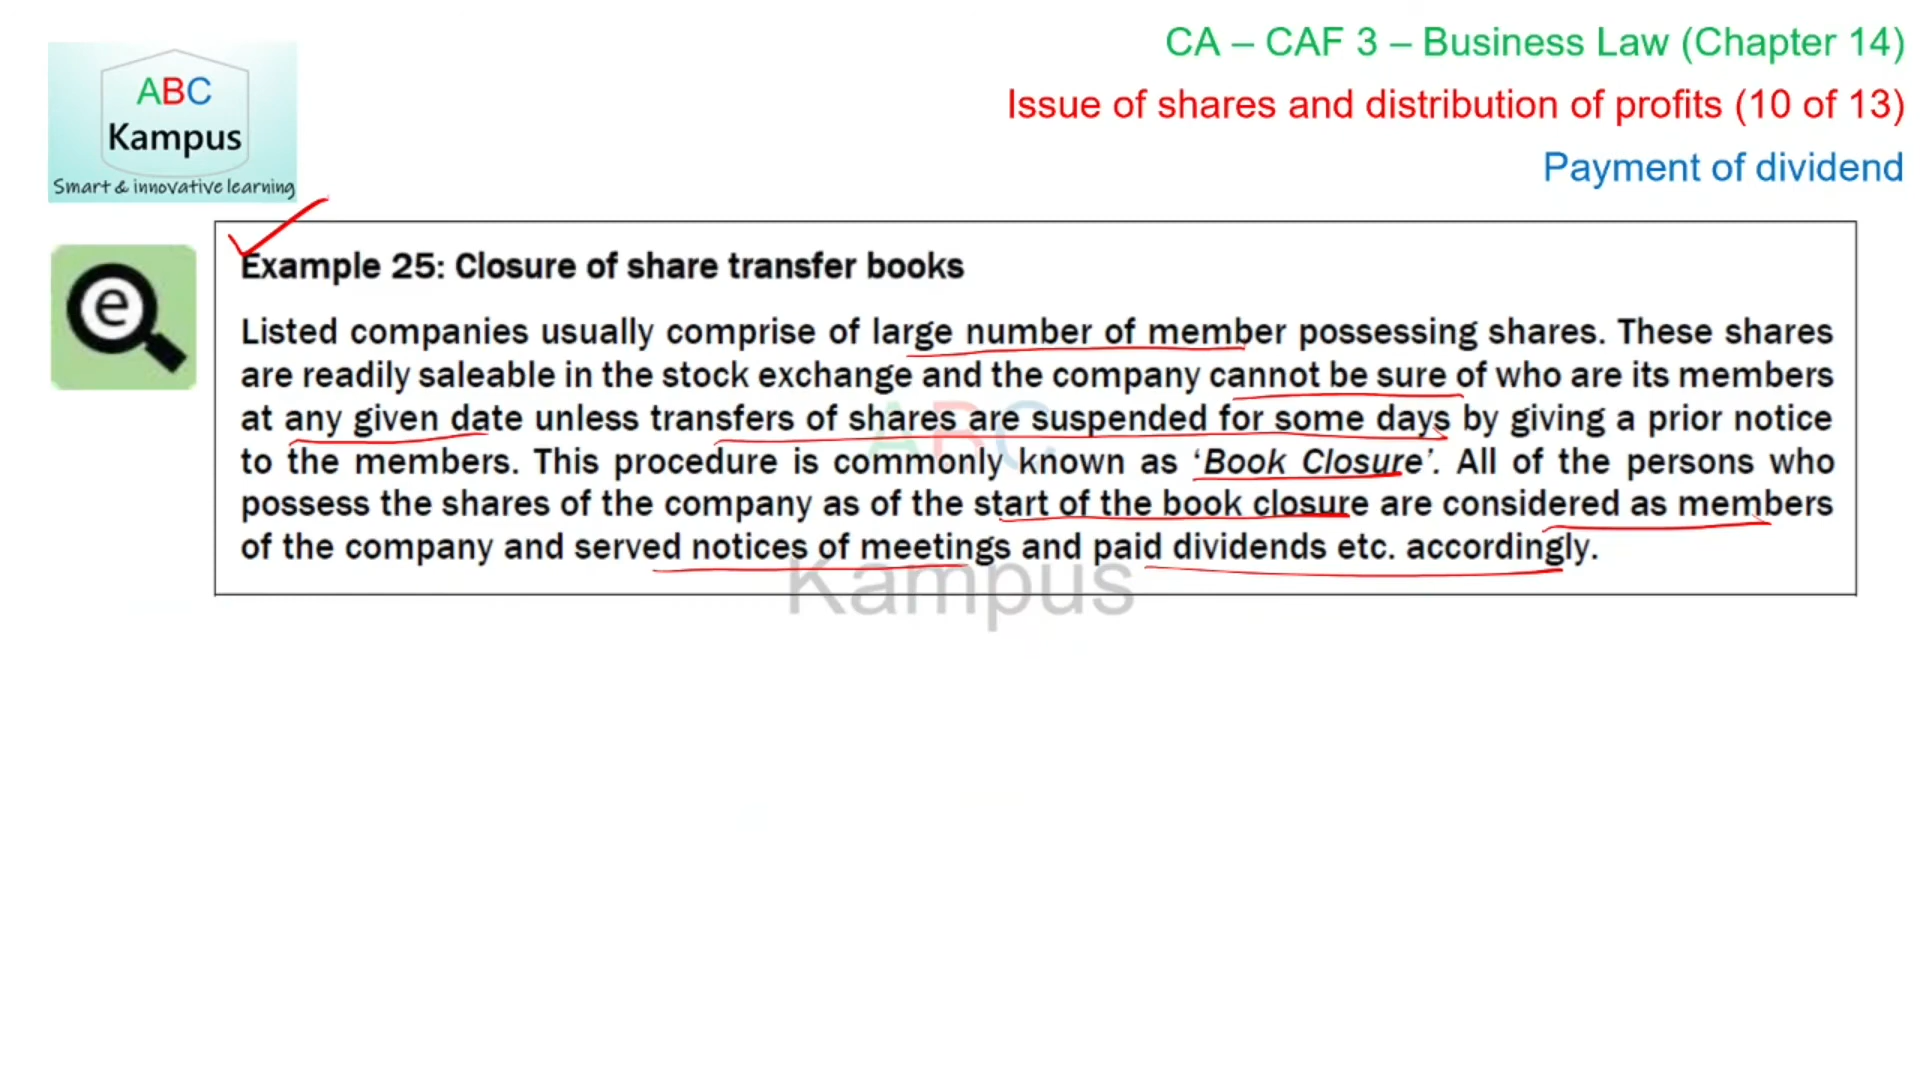 ABC
Kampus
Smart & innovative learning
CA – CAF 3 – Business Law (Chapter 14)
Issue of shares and distribution of profits (10 of 13)
Payment of dividend
e
Example 25: Closure of share transfer books
Listed companies usually comprise of large number of member possessing shares. These shares
are readily saleable in the stock exchange and the company cannot be sure of who are its members
at any given date unless transfers of shares are suspended for some days by giving a prior notice
to the members. This procedure is commonly known as ‘Book Closure’. All of the persons who
possess the shares of the company as of the start of the book closure are considered as members
of the company and served notices of meetings and paid dividends etc. accordingly.
ABC
Kampus